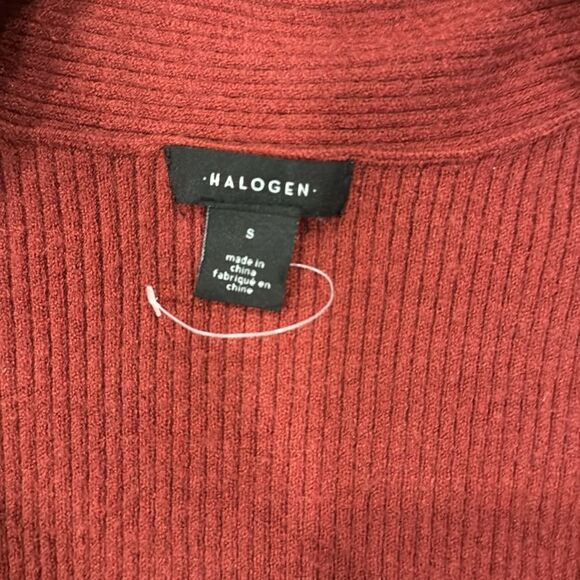 ·HALOGEN·
S
made in
china
fabriqué en
chine